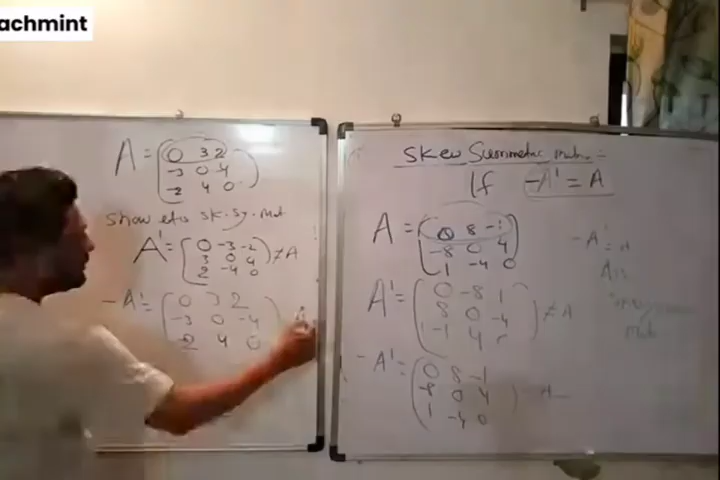 achmint
A = (0 3 2
-3 0 -4
-2 4 0)
show it is sk. sy. mat
A' = (0 -3 -2
3 0 4
2 -4 0) ≠ A
-A' = (0 3 2
-3 0 -4
-2 4 0)
Skew Symmetric
If -A' = A
A = (0 8 -1
-8 0 4
1 -4 0)
A' = (0 -8 1
8 0 -4
-1 4 0) ≠ A
-A' = (0 8 -1
-8 0 4
1 -4 0)
-A' = A
A is